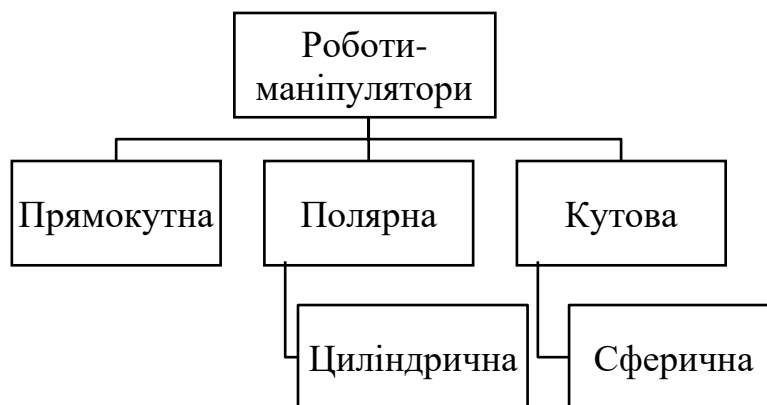 Роботи-
маніпулятори
Прямокутна
Полярна
Кутова
Циліндрична
Сферична